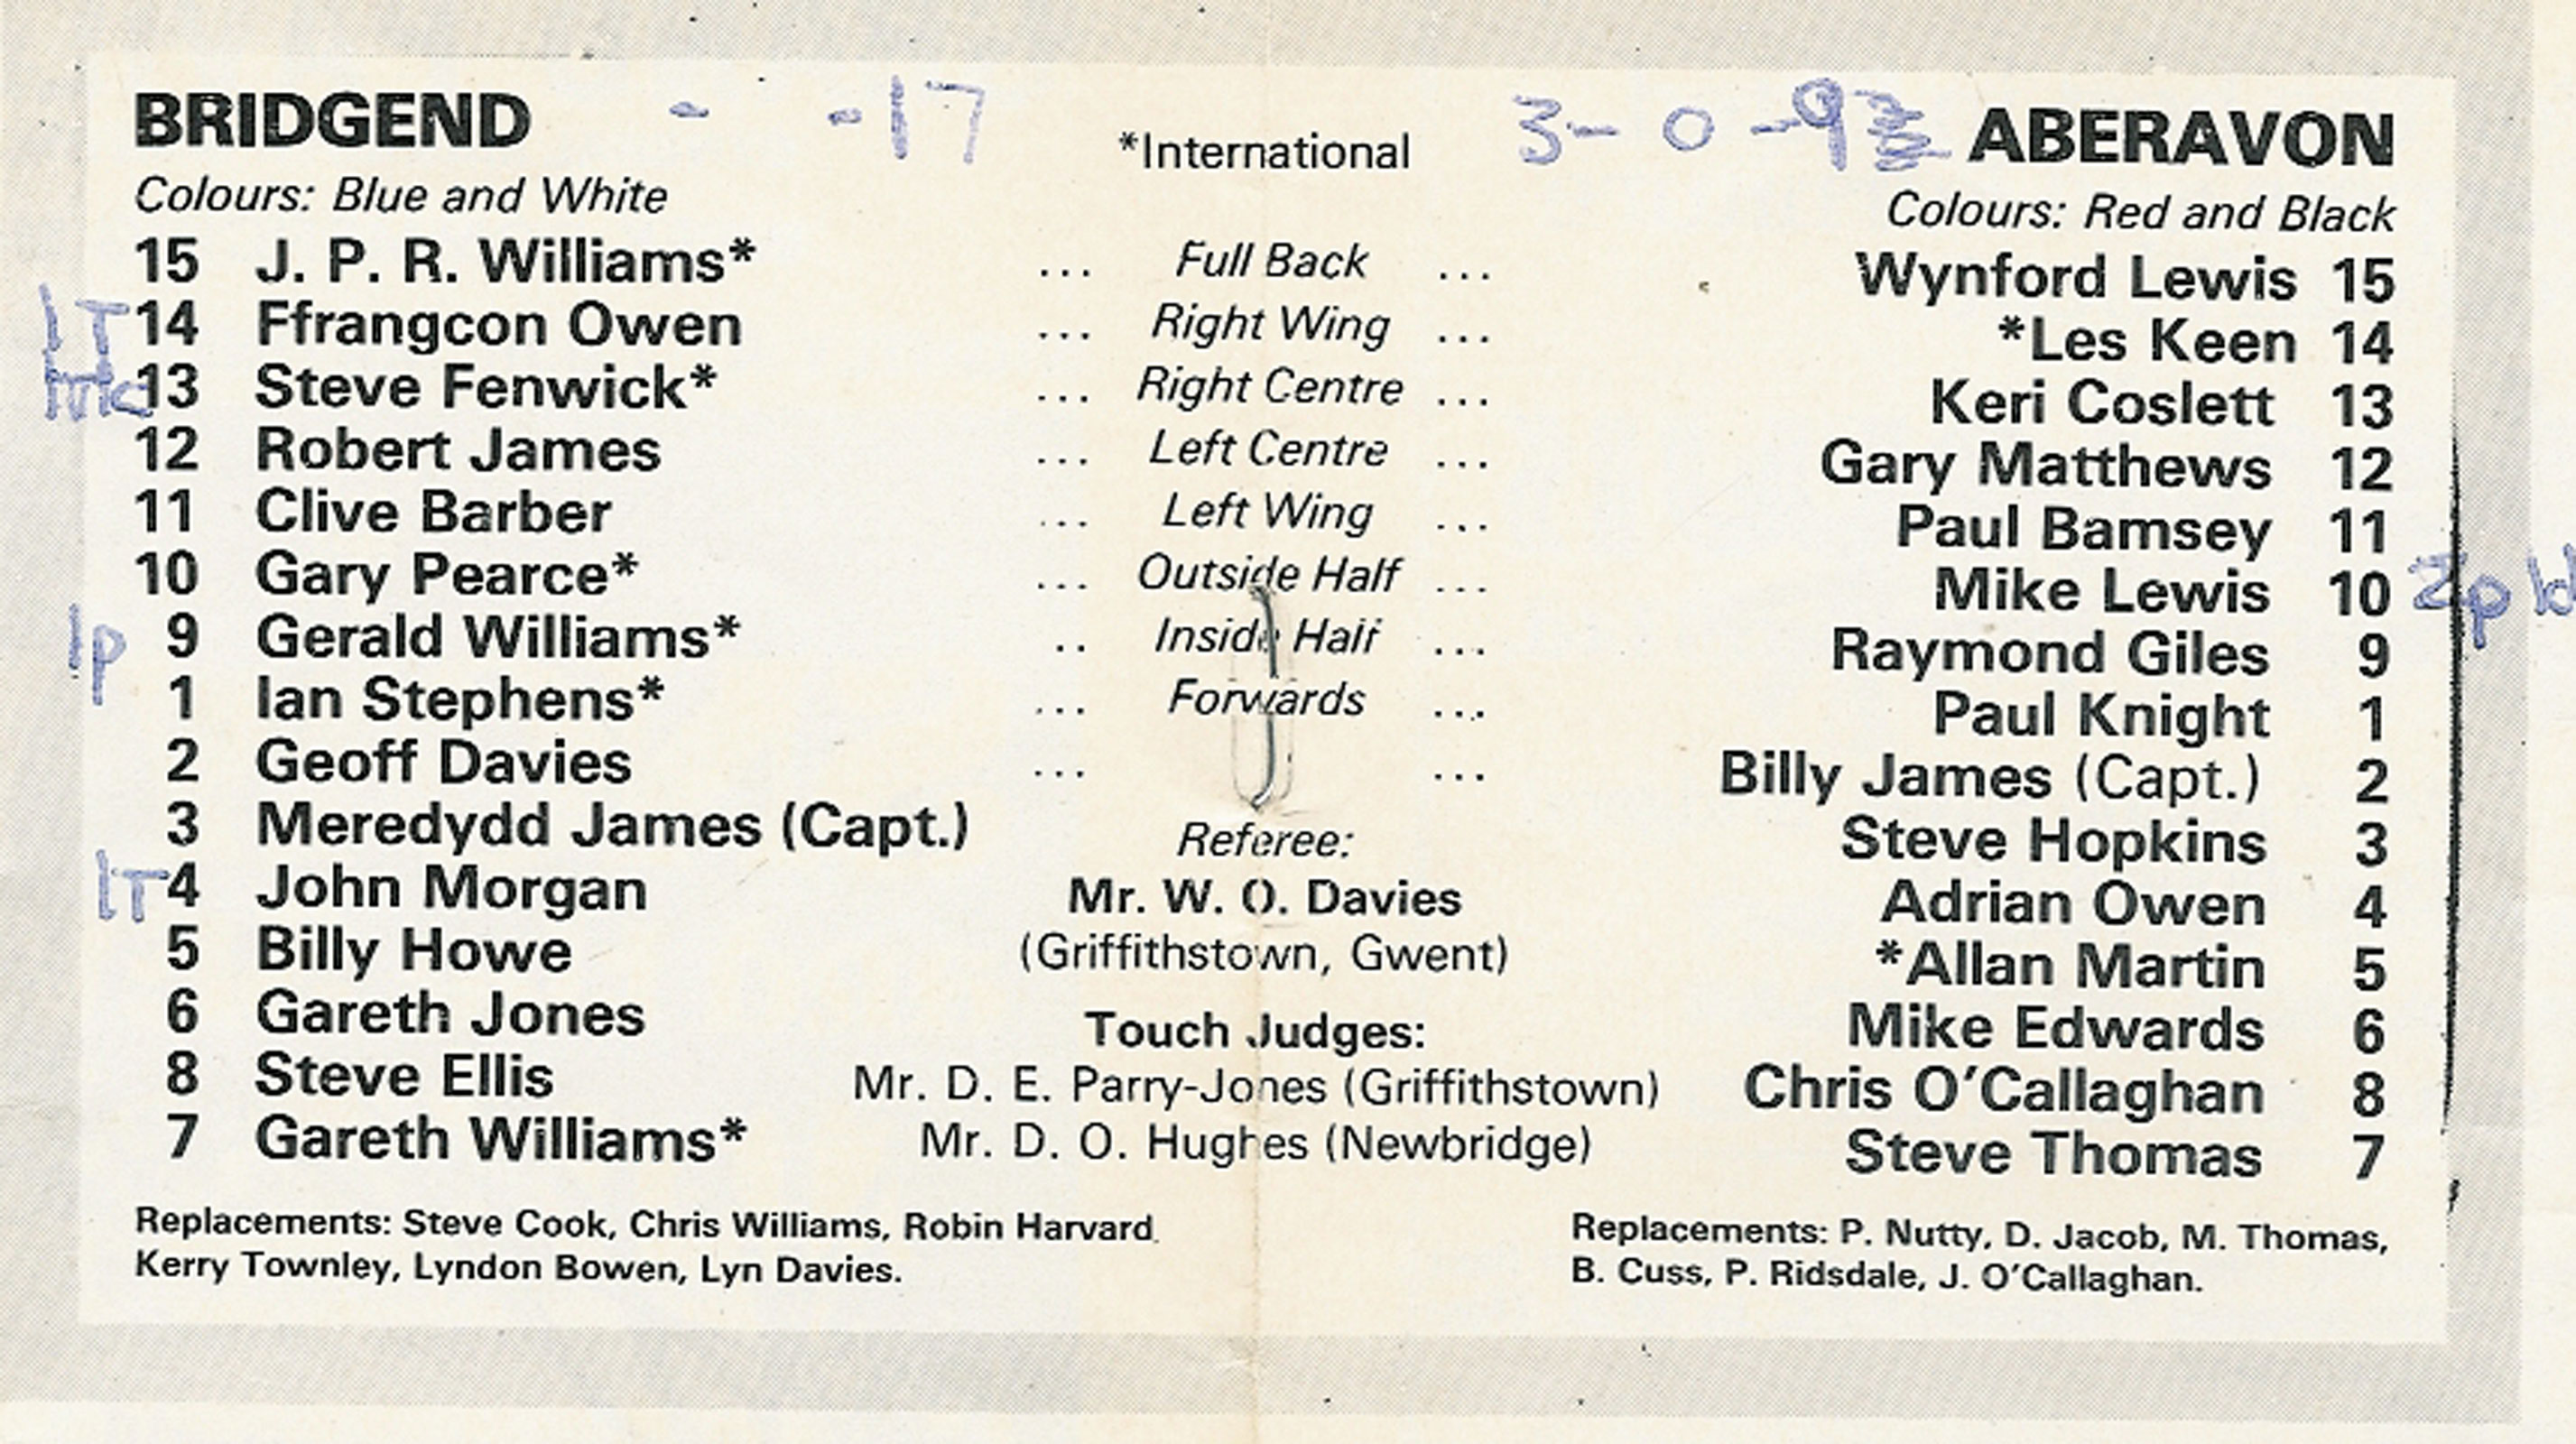 BRIDGEND - -17 *International 3- 0 -9 ABERAVON
Colours: Blue and White Colours: Red and Black
15 J. P. R. Williams* ... Full Back ... Wynford Lewis 15
1T 14 Ffrangcon Owen ... Right Wing ... *Les Keen 14
13 Steve Fenwick* ... Right Centre ... Keri Coslett 13
12 Robert James ... Left Centre ... Gary Matthews 12
11 Clive Barber ... Left Wing ... Paul Bamsey 11
10 Gary Pearce* ... Outside Half ... Mike Lewis 10 2p 1d
1p 9 Gerald Williams* .. Inside Half ... Raymond Giles 9
1 Ian Stephens* ... Forwards ... Paul Knight 1
2 Geoff Davies ... ... Billy James (Capt.) 2
3 Meredydd James (Capt.) Referee: Steve Hopkins 3
1T 4 John Morgan Mr. W. O. Davies Adrian Owen 4
5 Billy Howe (Griffithstown, Gwent) *Allan Martin 5
6 Gareth Jones Touch Judges: Mike Edwards 6
8 Steve Ellis Mr. D. E. Parry-Jones (Griffithstown) Chris O'Callaghan 8
7 Gareth Williams* Mr. D. O. Hughes (Newbridge) Steve Thomas 7
Replacements: Steve Cook, Chris Williams, Robin Harvard, Replacements: P. Nutty, D. Jacob, M. Thomas,
Kerry Townley, Lyndon Bowen, Lyn Davies. B. Cuss, P. Ridsdale, J. O'Callaghan.